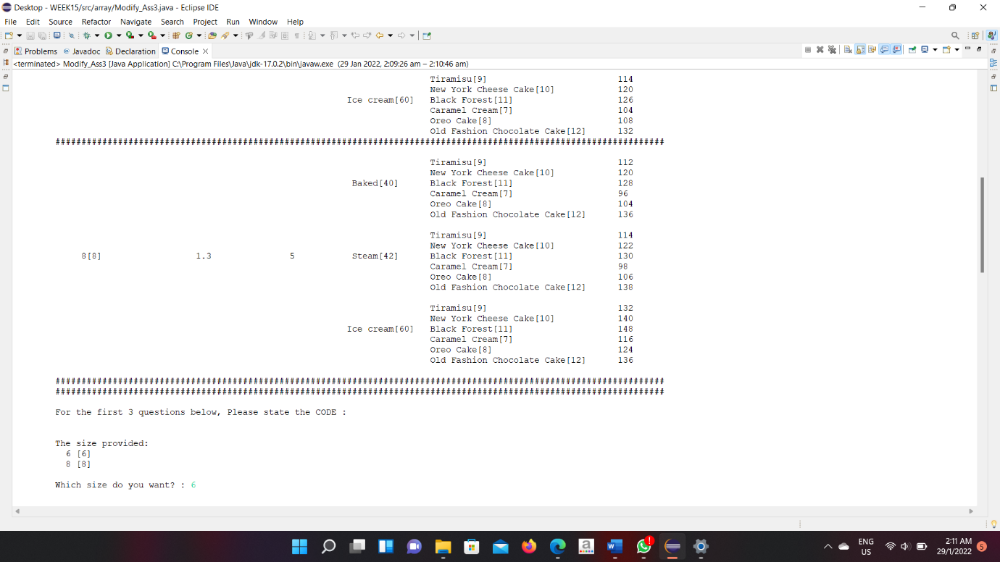 Desktop - WEEK15/src/array/Modify_Ass3.java - Eclipse IDE
File Edit Source Refactor Navigate Search Project Run Window Help
Problems Javadoc Declaration Console
<terminated> Modify_Ass3 [Java Application] C:\Program Files\Java\jdk-17.0.2\bin\javaw.exe (29 Jan 2022, 2:09:26 am – 2:10:46 am)
Tiramisu[9] 114
New York Cheese Cake[10] 120
Ice cream[60] Black Forest[11] 126
Caramel Cream[7] 104
Oreo Cake[8] 108
Old Fashion Chocolate Cake[12] 132
#####################################################################################################################
Tiramisu[9] 112
New York Cheese Cake[10] 120
Baked[40] Black Forest[11] 128
Caramel Cream[7] 96
Oreo Cake[8] 104
Old Fashion Chocolate Cake[12] 136
Tiramisu[9] 114
New York Cheese Cake[10] 122
8[8] 1.3 5 Steam[42] Black Forest[11] 130
Caramel Cream[7] 98
Oreo Cake[8] 106
Old Fashion Chocolate Cake[12] 138
Tiramisu[9] 132
New York Cheese Cake[10] 140
Ice cream[60] Black Forest[11] 148
Caramel Cream[7] 116
Oreo Cake[8] 124
Old Fashion Chocolate Cake[12] 136
#####################################################################################################################
#####################################################################################################################
For the first 3 questions below, Please state the CODE :
The size provided:
6 [6]
8 [8]
Which size do you want? : 6
ENG 2:11 AM
US 29/1/2022 5